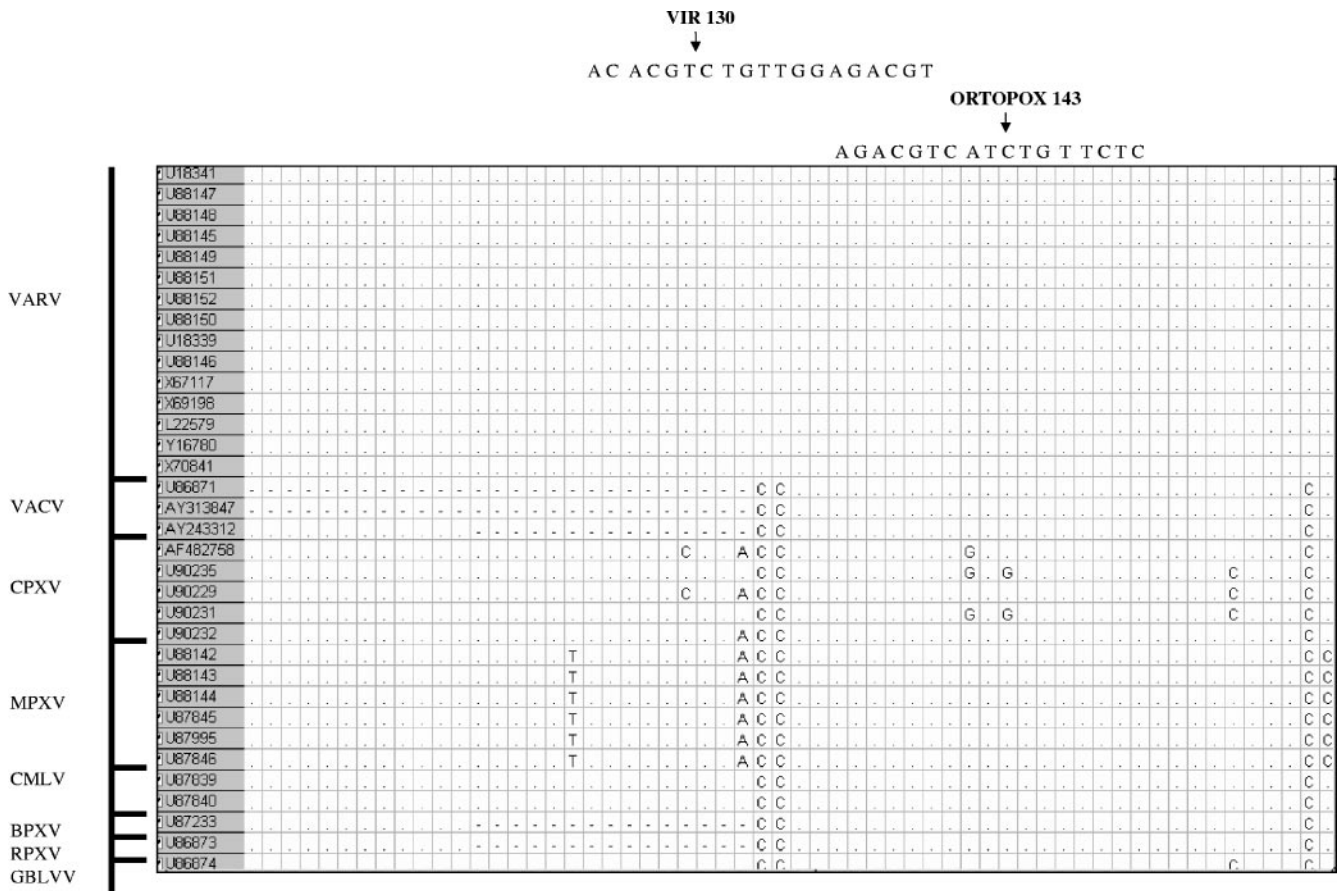 VIR 130
AC ACGTC TGTTGGAGACGT
ORTOPOX 143
AGACGTC ATCTG T TCTC
U18341
U88147
U88148
U88145
U88149
U88151
VARV U88152
U88150
U18339
U88146
X67117
X69198
L22579
Y16780
X70841
U86871 C C C
VACV AY313847 C C C
AY243312 C C C
AF482758 C A C C G C
U90235 C C G G C C
CPXV U90229 C A C C C C
U90231 C C G G C C
U90232 A C C C
U88142 T A C C C C
U88143 T A C C C C
MPXV U88144 T A C C C C
U87845 T A C C C C
U87995 T A C C C C
U87846 T A C C C C
CMLV U87839 C C C
U87840 C C C
BPXV U87233 C C C
RPXV U86873 C C C
GBLVV U86874 C C C C